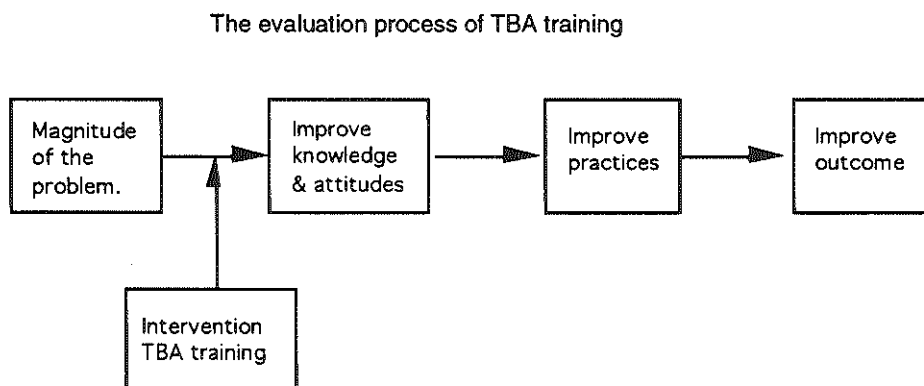 The evaluation process of TBA training
Magnitude
of the
problem.
Improve
knowledge
& attitudes
Improve
practices
Improve
outcome
Intervention
TBA training